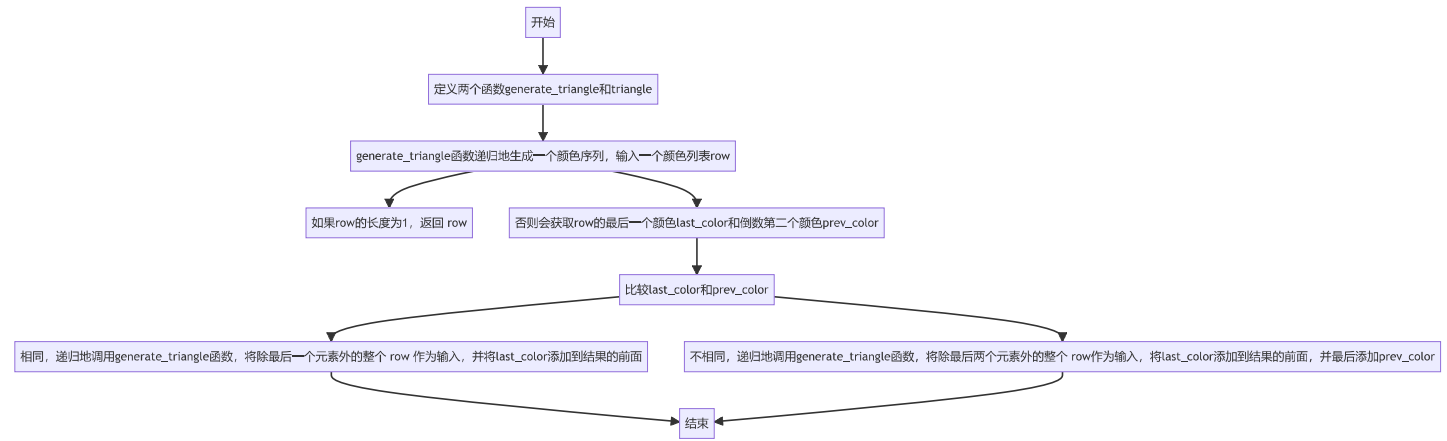 开始
定义两个函数generate_triangle和triangle
generate_triangle函数递归地生成一个颜色序列，输入一个颜色列表row
如果row的长度为1，返回 row
否则会获取row的最后一个颜色last_color和倒数第二个颜色prev_color
比较last_color和prev_color
相同，递归地调用generate_triangle函数，将除最后一个元素外的整个 row 作为输入，并将last_color添加到结果的前面
不相同，递归地调用generate_triangle函数，将除最后两个元素外的整个 row作为输入，将last_color添加到结果的前面，并最后添加prev_color
结束